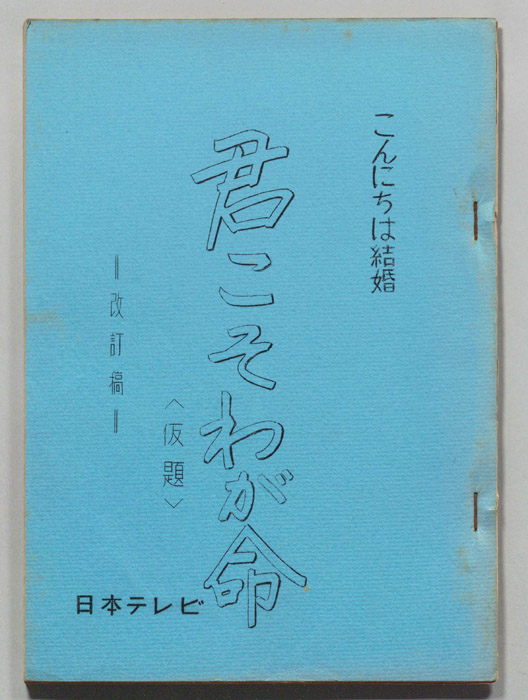 こんにちは結婚
君こそわが命
〈仮題〉
＝改訂稿＝
日本テレビ